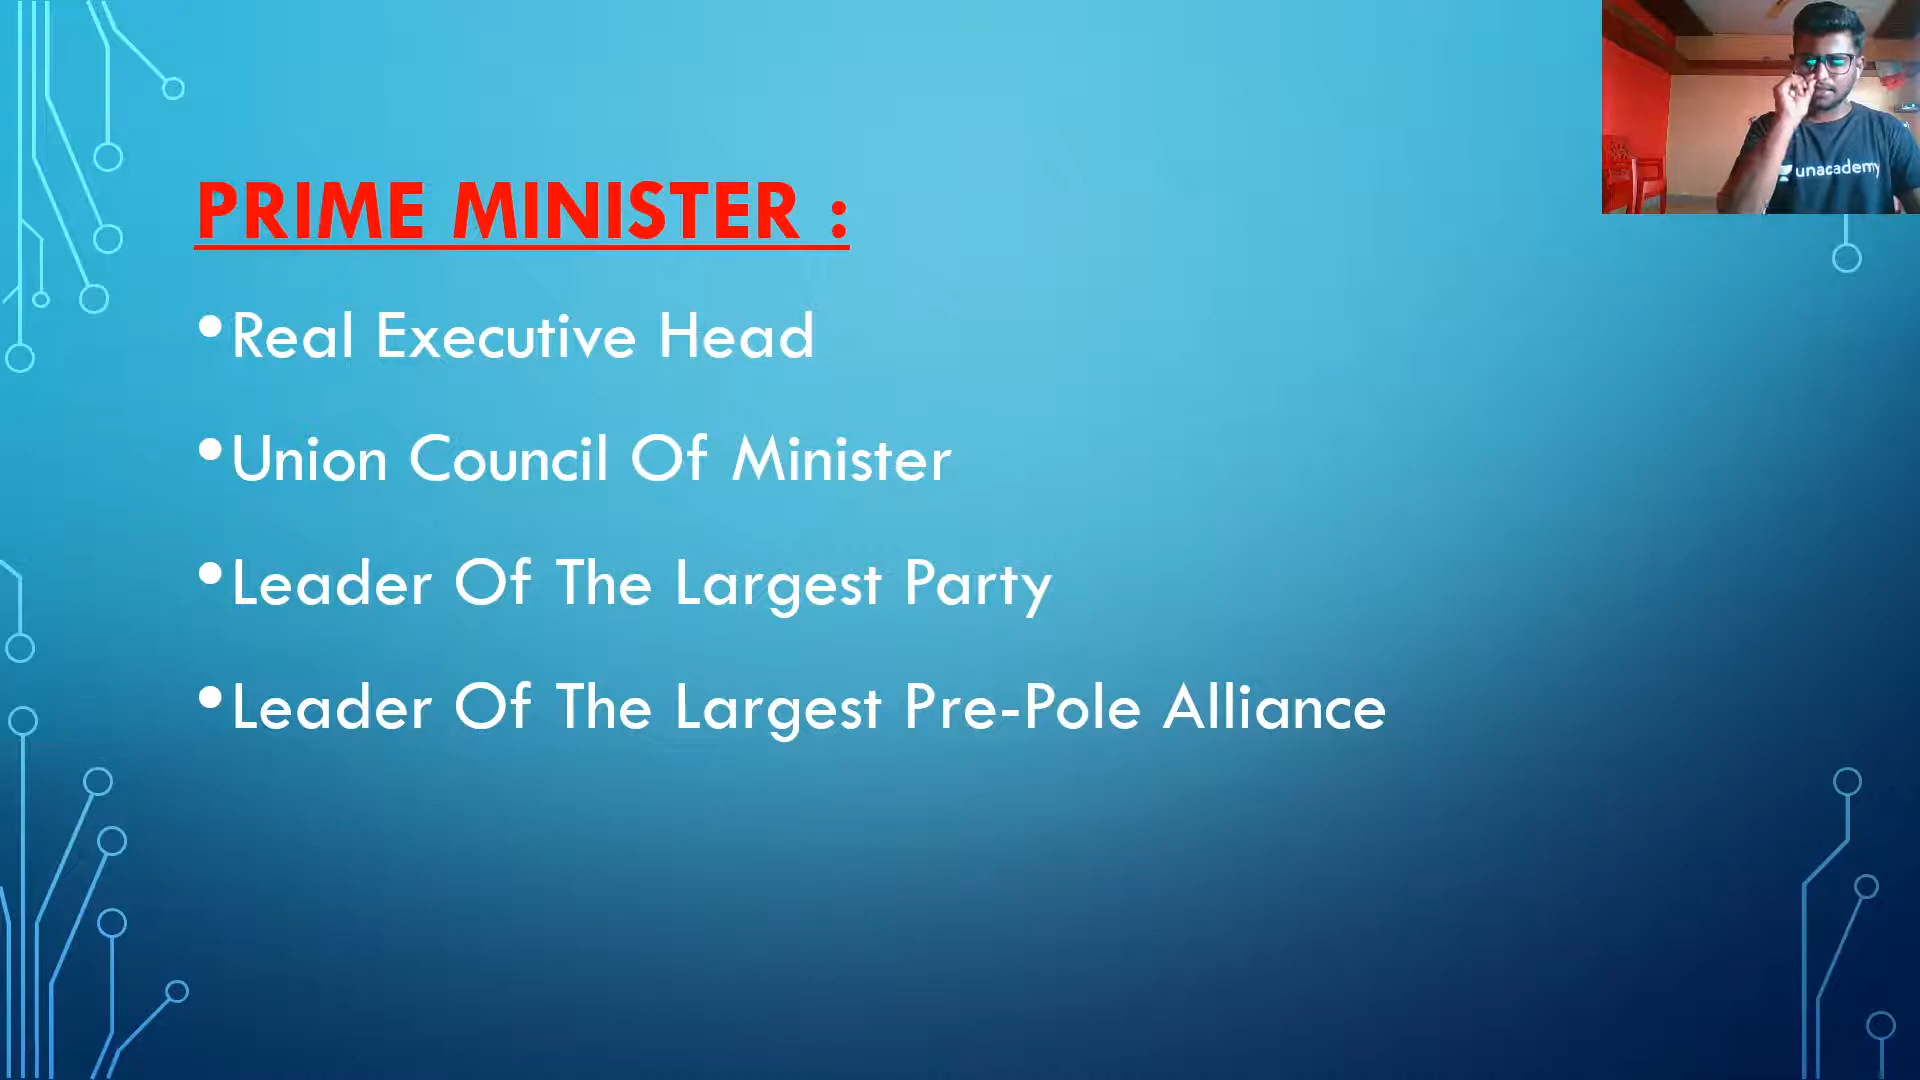 unacademy
PRIME MINISTER :
•Real Executive Head
•Union Council Of Minister
•Leader Of The Largest Party
•Leader Of The Largest Pre-Pole Alliance